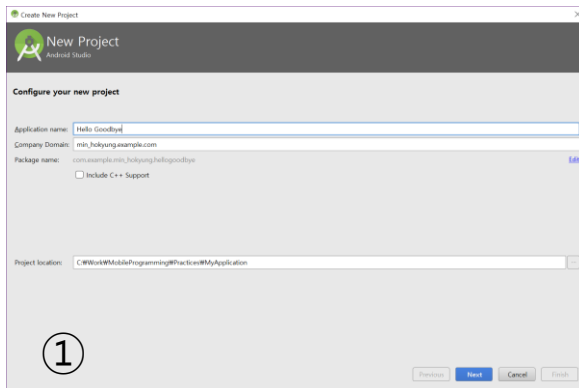 Create New Project
New Project
Android Studio
Configure your new project
Application name: Hello Goodbye
Company Domain: min_hokyung.example.com
Package name: com.example.min_hokyung.hellogoodbye Edit
Include C++ Support
Project location: C:₩Work₩MobileProgramming₩Practices₩MyApplication ...
①
Previous Next Cancel Finish